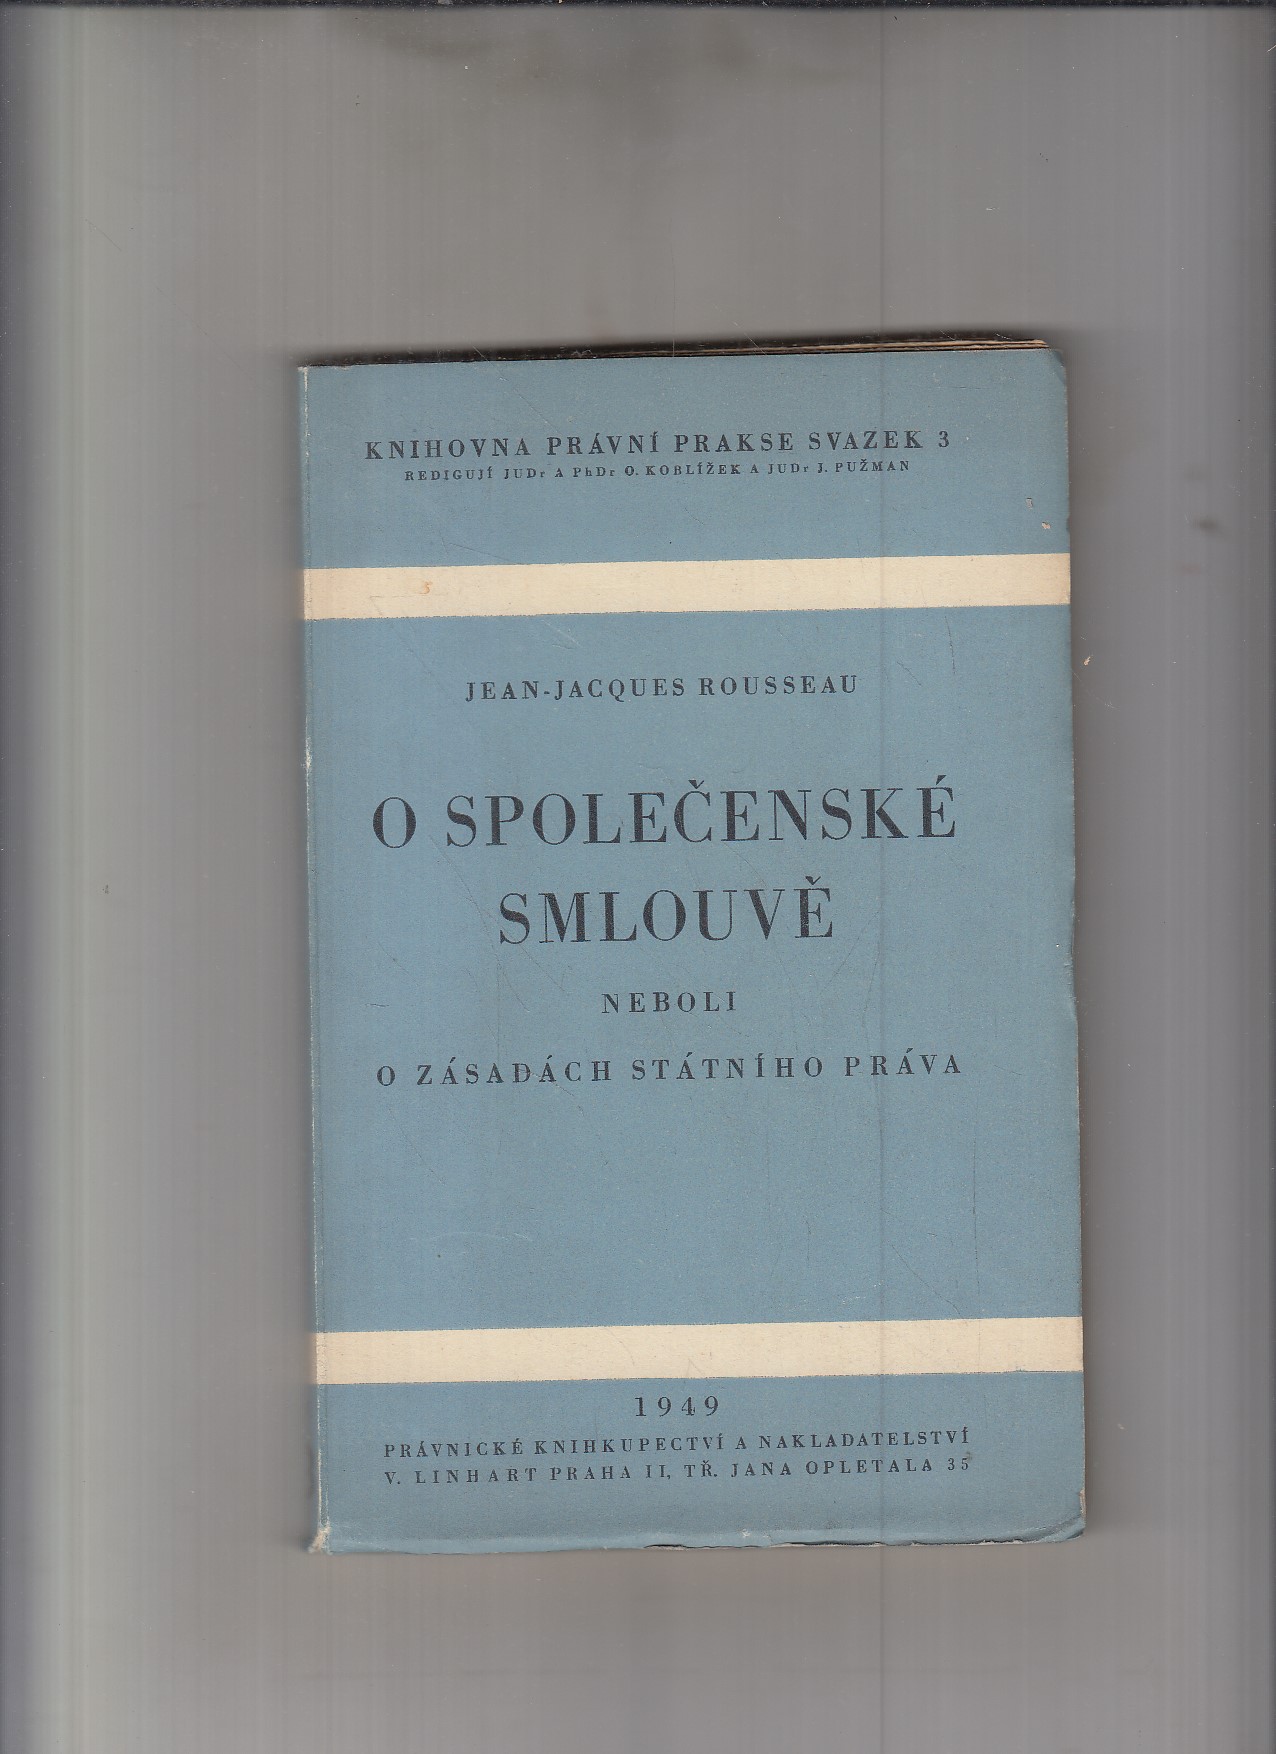 KNIHOVNA PRÁVNÍ PRAKSE SVAZEK 3
REDIGUJÍ JUDr A PhDr O. KOBLÍŽEK A JUDr J. PUŽMAN
JEAN-JACQUES ROUSSEAU
O SPOLEČENSKÉ
SMLOUVĚ
NEBOLI
O ZÁSADÁCH STÁTNÍHO PRÁVA
1949
PRÁVNICKÉ KNIHKUPECTVÍ A NAKLADATELSTVÍ
V. LINHART PRAHA II, TŘ. JANA OPLETALA 35